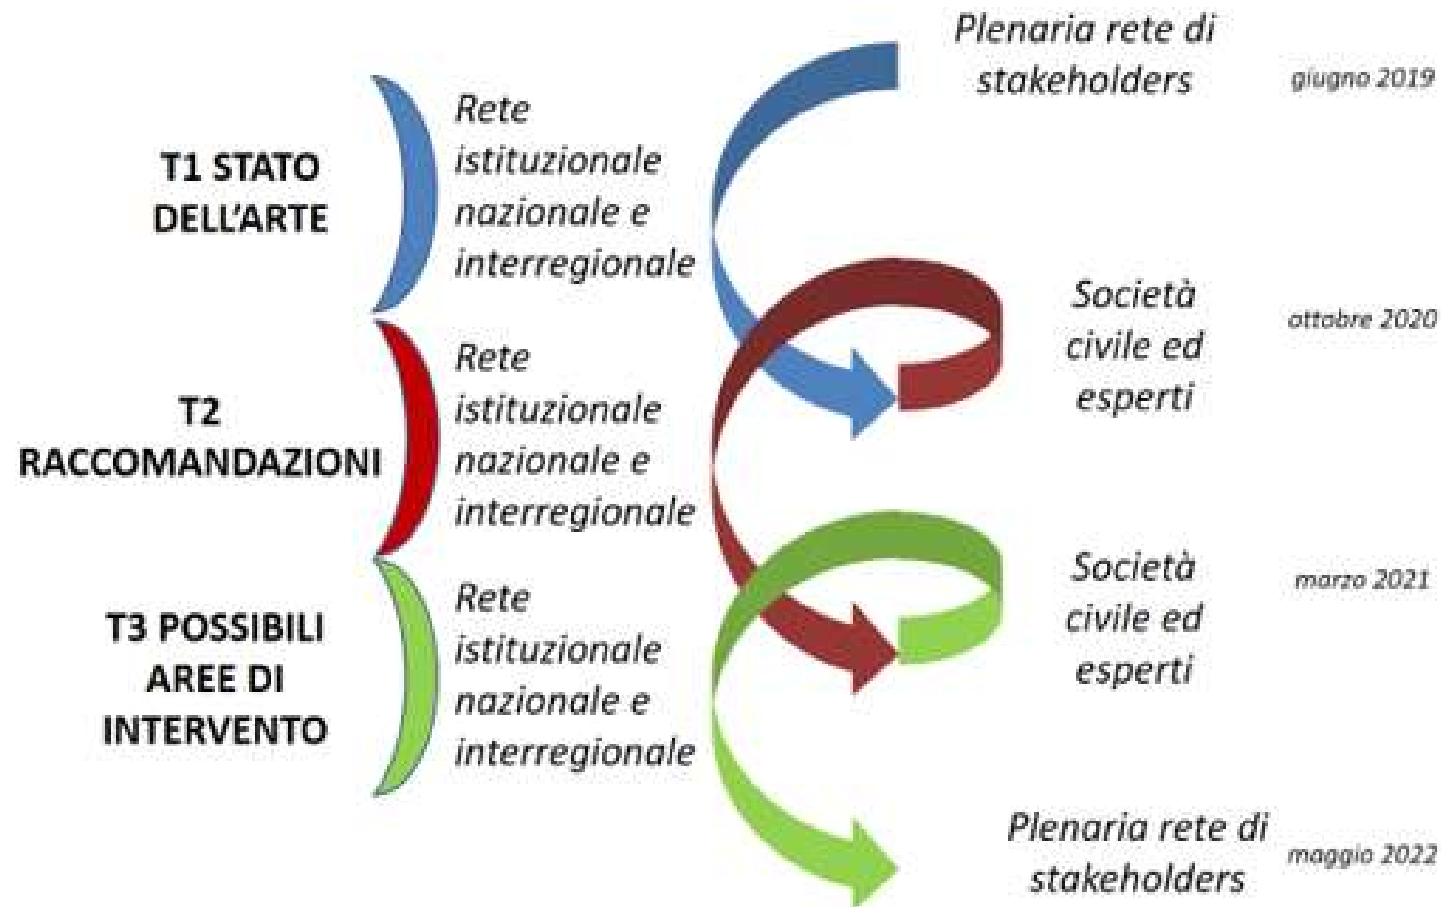 Plenaria rete di
stakeholders
giugno 2019
T1 STATO
DELL'ARTE
Rete
istituzionale
nazionale e
interregionale
Società
civile ed
esperti
ottobre 2020
T2
RACCOMANDAZIONI
Rete
istituzionale
nazionale e
interregionale
Società
civile ed
esperti
marzo 2021
T3 POSSIBILI
AREE DI
INTERVENTO
Rete
istituzionale
nazionale e
interregionale
Plenaria rete di
stakeholders
maggio 2022